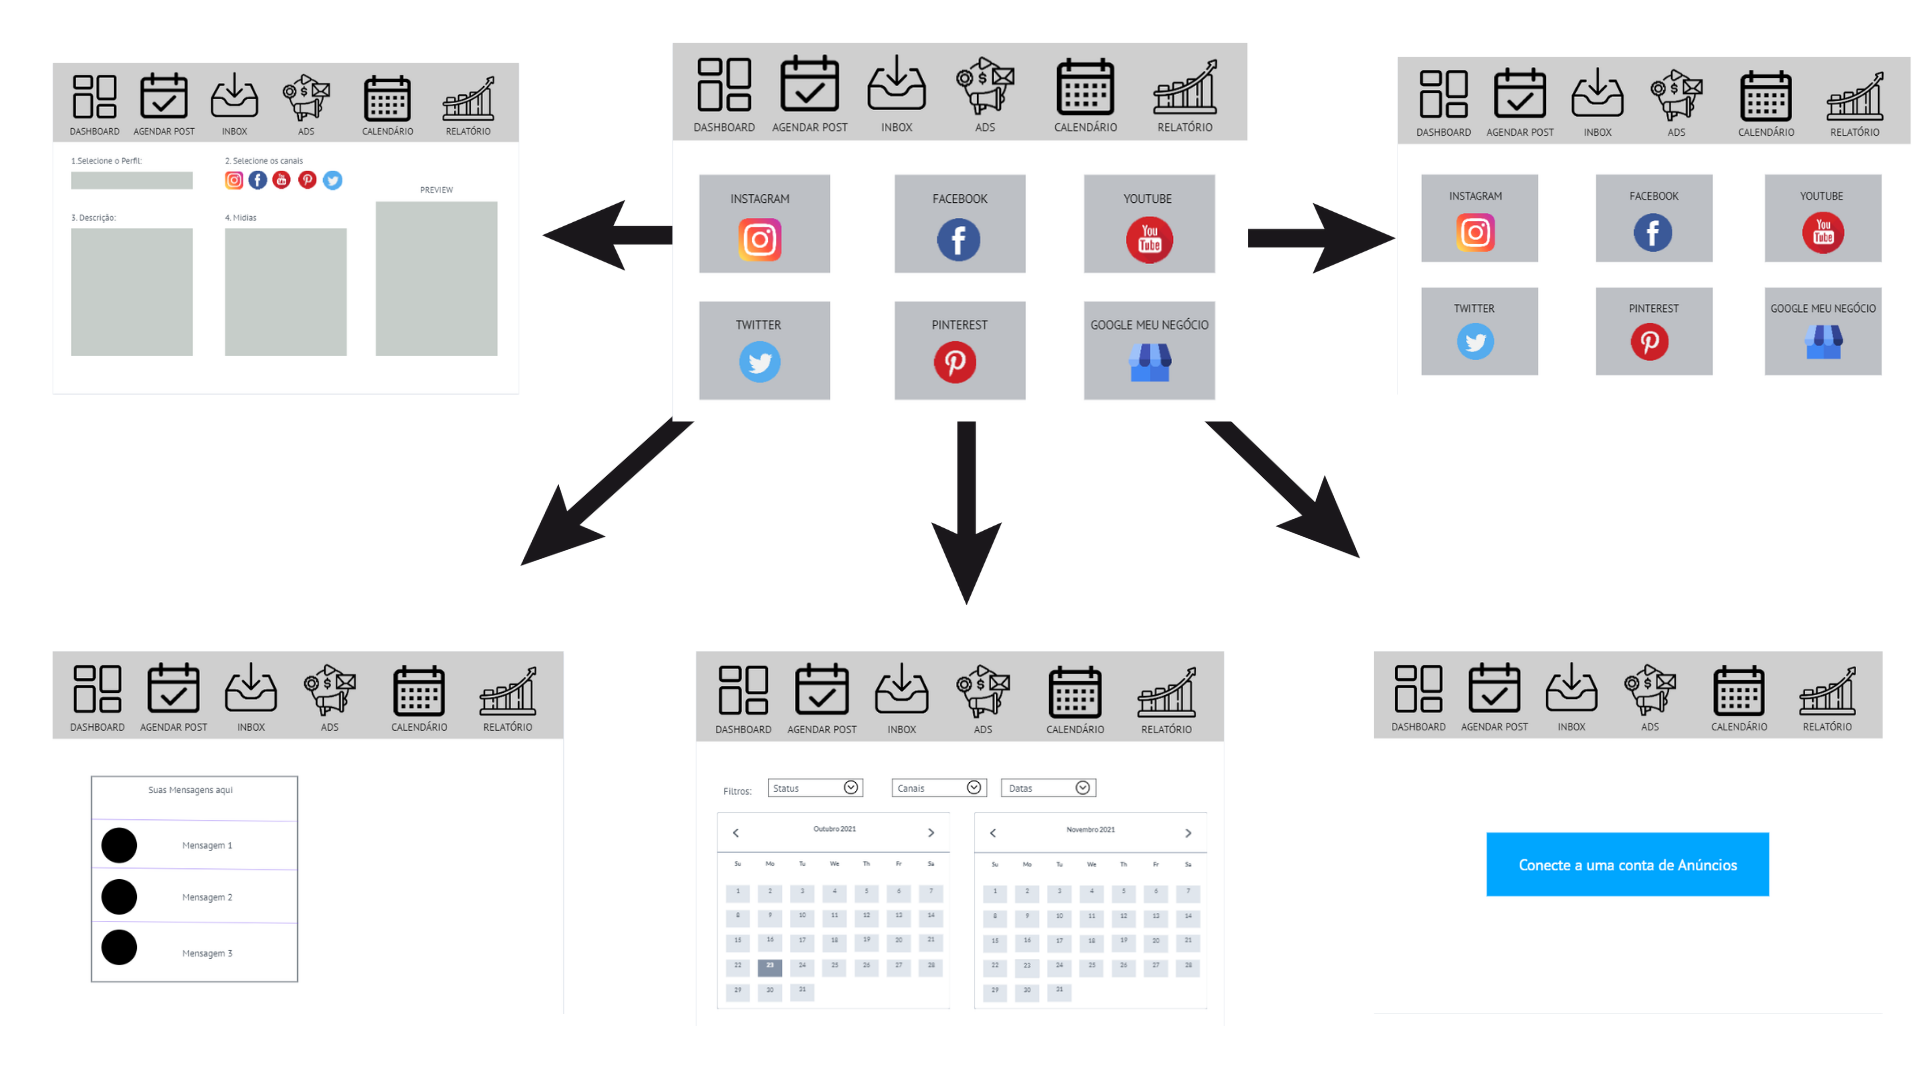 DASHBOARD AGENDAR POST INBOX ADS CALENDÁRIO RELATÓRIO
1.Selecione o Perfil: 2. Selecione os canais
PREVIEW
3. Descrição: 4. Mídias
DASHBOARD AGENDAR POST INBOX ADS CALENDÁRIO RELATÓRIO
INSTAGRAM FACEBOOK YOUTUBE
You
Tube
TWITTER PINTEREST GOOGLE MEU NEGÓCIO
DASHBOARD AGENDAR POST INBOX ADS CALENDÁRIO RELATÓRIO
INSTAGRAM FACEBOOK YOUTUBE
You
Tube
TWITTER PINTEREST GOOGLE MEU NEGÓCIO
DASHBOARD AGENDAR POST INBOX ADS CALENDÁRIO RELATÓRIO
Suas Mensagens aqui
Mensagem 1
Mensagem 2
Mensagem 3
DASHBOARD AGENDAR POST INBOX ADS CALENDÁRIO RELATÓRIO
Filtros: Status Canais Datas
Outubro 2021
Su Mo Tu We Th Fr Sa
1 2 3 4 5 6 7
8 9 10 11 12 13 14
15 16 17 18 19 20 21
22 23 24 25 26 27 28
29 30 31
Novembro 2021
Su Mo Tu We Th Fr Sa
1 2 3 4 5 6 7
8 9 10 11 12 13 14
15 16 17 18 19 20 21
22 23 24 25 26 27 28
29 30 31
DASHBOARD AGENDAR POST INBOX ADS CALENDÁRIO RELATÓRIO
Conecte a uma conta de Anúncios